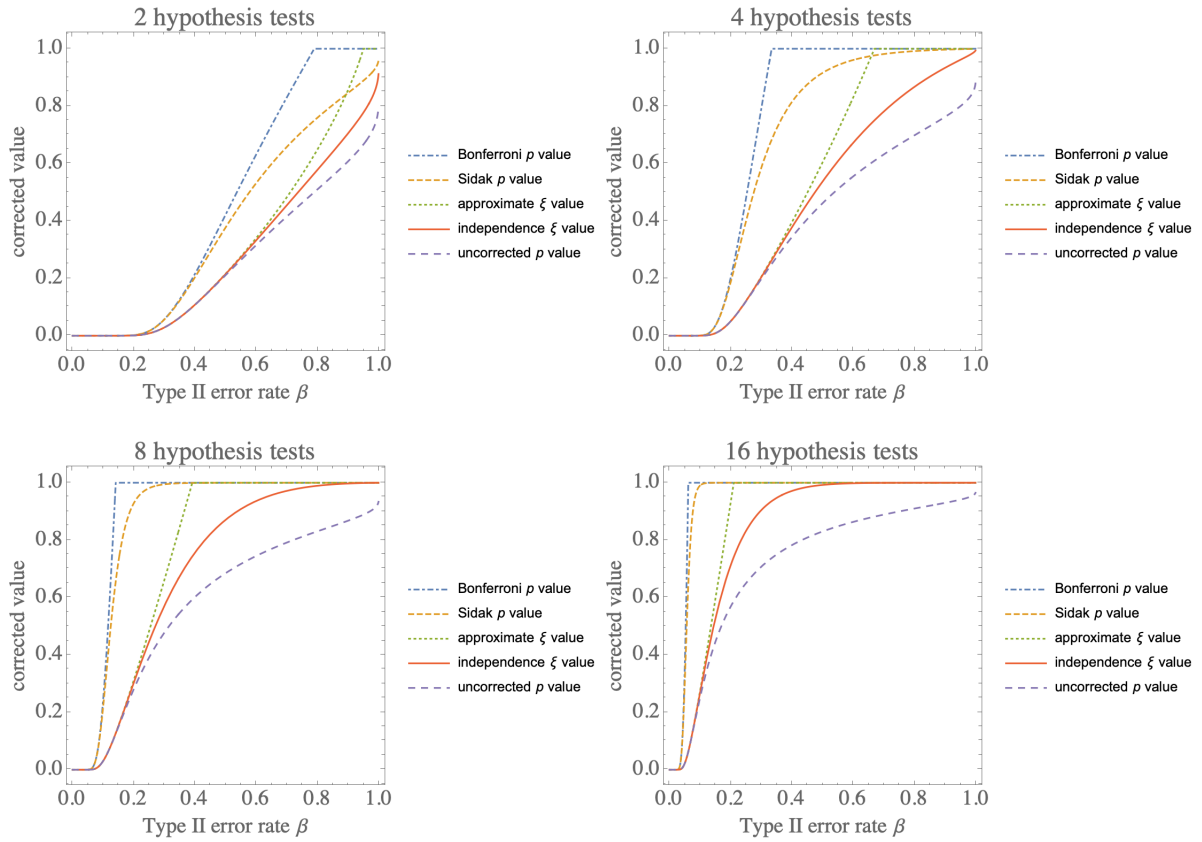 2 hypothesis tests
corrected value
1.0
0.8
0.6
0.4
0.2
0.0
0.0 0.2 0.4 0.6 0.8 1.0
Type II error rate β
Bonferroni p value
Sidak p value
approximate ξ value
independence ξ value
uncorrected p value
4 hypothesis tests
corrected value
1.0
0.8
0.6
0.4
0.2
0.0
0.0 0.2 0.4 0.6 0.8 1.0
Type II error rate β
Bonferroni p value
Sidak p value
approximate ξ value
independence ξ value
uncorrected p value
8 hypothesis tests
corrected value
1.0
0.8
0.6
0.4
0.2
0.0
0.0 0.2 0.4 0.6 0.8 1.0
Type II error rate β
Bonferroni p value
Sidak p value
approximate ξ value
independence ξ value
uncorrected p value
16 hypothesis tests
corrected value
1.0
0.8
0.6
0.4
0.2
0.0
0.0 0.2 0.4 0.6 0.8 1.0
Type II error rate β
Bonferroni p value
Sidak p value
approximate ξ value
independence ξ value
uncorrected p value